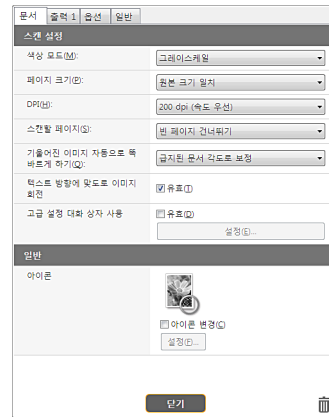 문서 출력 1 옵션 일반
스캔 설정
색상 모드(M): 그레이스케일
페이지 크기(P): 원본 크기 일치
DPI(H): 200 dpi (속도 우선)
스캔할 페이지(S): 빈 페이지 건너뛰기
기울어진 이미지 자동으로 똑
바르게 하기(Q): 급지된 문서 각도로 보정
텍스트 방향에 맞도로 이미지
회전 유효(T)
고급 설정 대화 상자 사용 유효(D)
설정(E)...
일반
아이콘
아이콘 변경(C)
설정(F)...
닫기